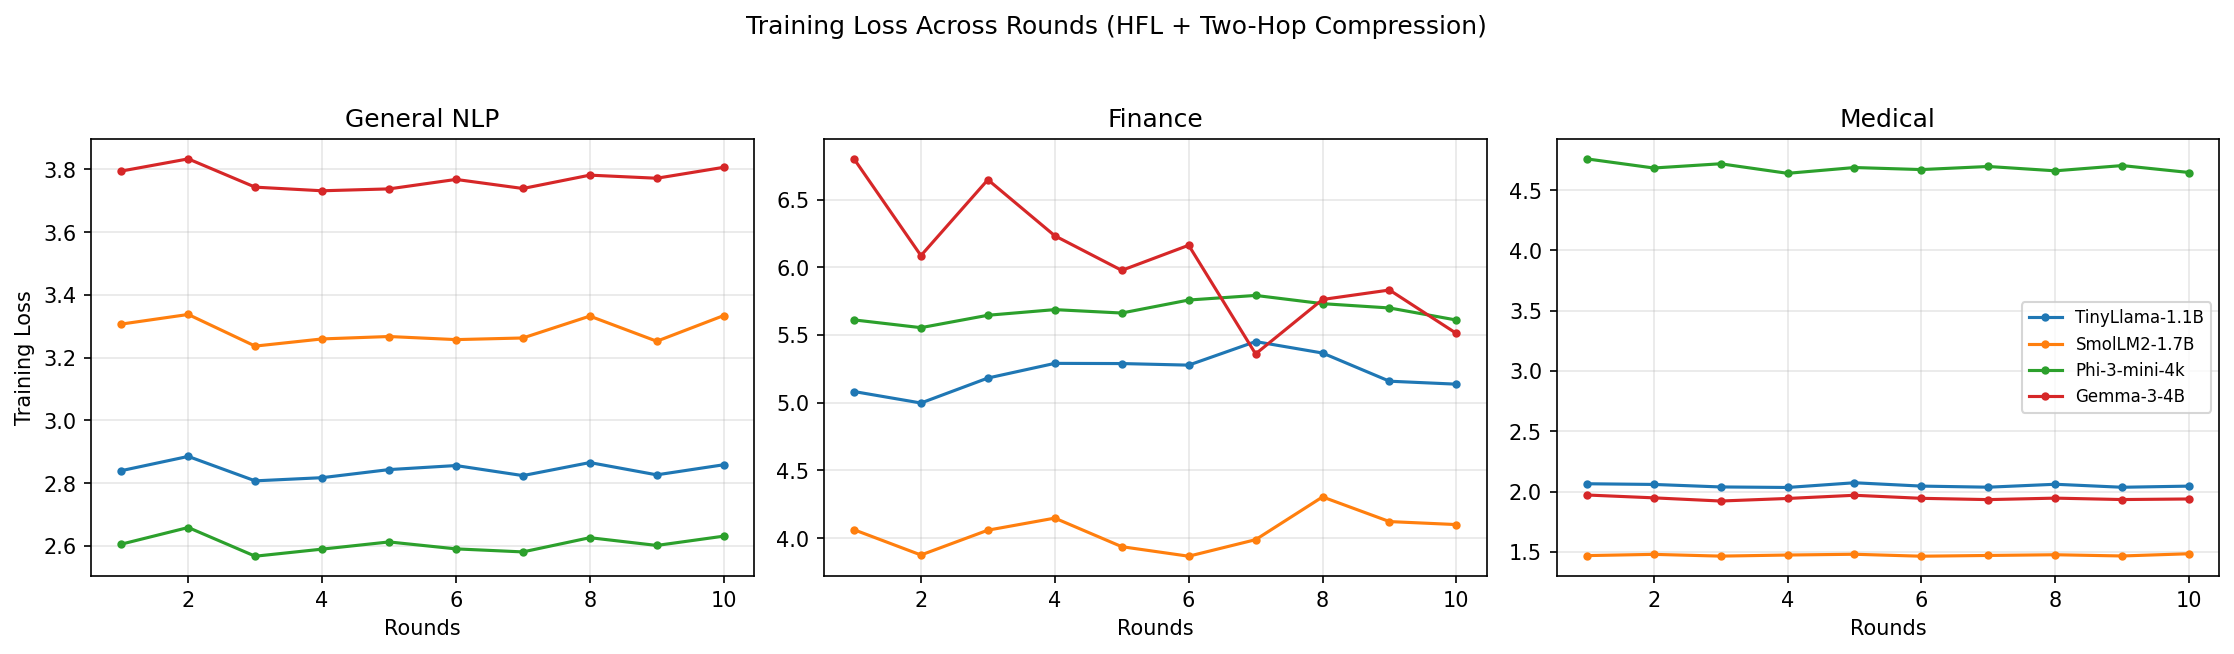 Training Loss Across Rounds (HFL + Two-Hop Compression)
General NLP
Training Loss
3.8
3.6
3.4
3.2
3.0
2.8
2.6
2 4 6 8 10
Rounds
Finance
6.5
6.0
5.5
5.0
4.5
4.0
2 4 6 8 10
Rounds
Medical
4.5
4.0
3.5
3.0
2.5
2.0
1.5
TinyLlama-1.1B
SmolLM2-1.7B
Phi-3-mini-4k
Gemma-3-4B
2 4 6 8 10
Rounds